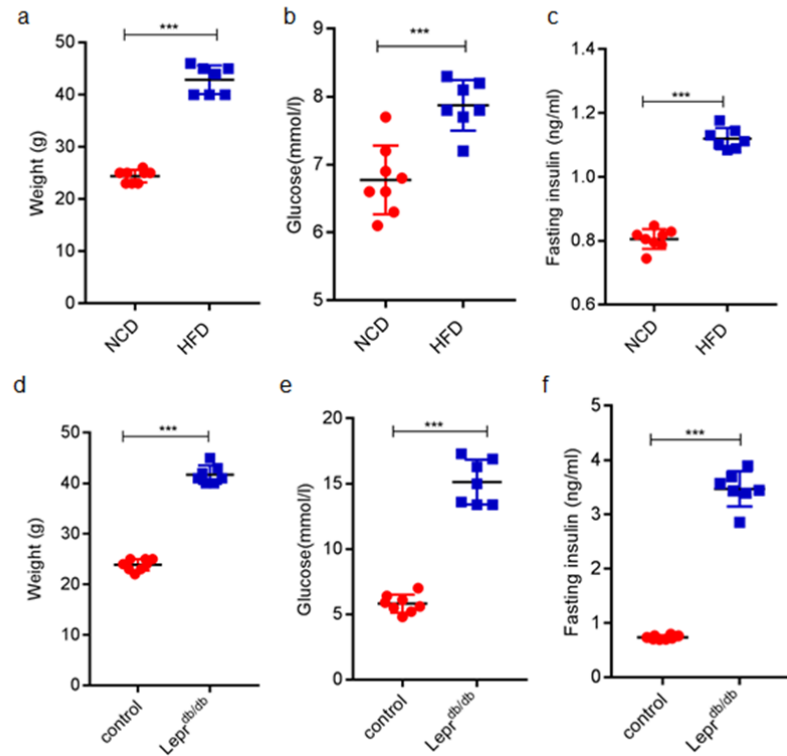 a
***
Weight (g)
50
40
30
20
10
0
NCD
HFD
b
***
Glucose(mmol/l)
9
8
7
6
5
NCD
HFD
c
***
Fasting insulin (ng/ml)
1.4
1.2
1.0
0.8
0.6
NCD
HFD
d
***
Weight (g)
50
40
30
20
10
0
control
Lepr^db/db
e
***
Glucose(mmol/l)
20
15
10
5
0
control
Lepr^db/db
f
***
Fasting insulin (ng/ml)
5
4
3
2
1
0
control
Lepr^db/db